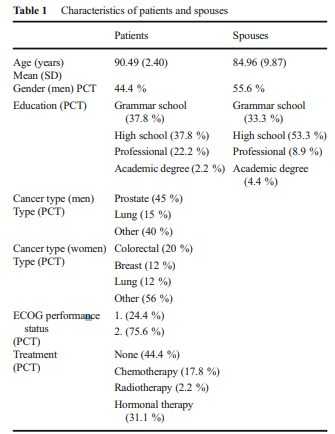 Table 1 Characteristics of patients and spouses
Patients Spouses
Age (years) 90.49 (2.40) 84.96 (9.87)
Mean (SD)
Gender (men) PCT 44.4 % 55.6 %
Education (PCT) Grammar school Grammar school
(37.8 %) (33.3 %)
High school (37.8 %) High school (53.3 %)
Professional (22.2 %) Professional (8.9 %)
Academic degree (2.2 %) Academic degree
(4.4 %)
Cancer type (men) Prostate (45 %)
Type (PCT) Lung (15 %)
Other (40 %)
Cancer type (women) Colorectal (20 %)
Type (PCT) Breast (12 %)
Lung (12 %)
Other (56 %)
ECOG performance 1. (24.4 %)
status 2. (75.6 %)
(PCT)
Treatment None (44.4 %)
(PCT) Chemotherapy (17.8 %)
Radiotherapy (2.2 %)
Hormonal therapy
(31.1 %)